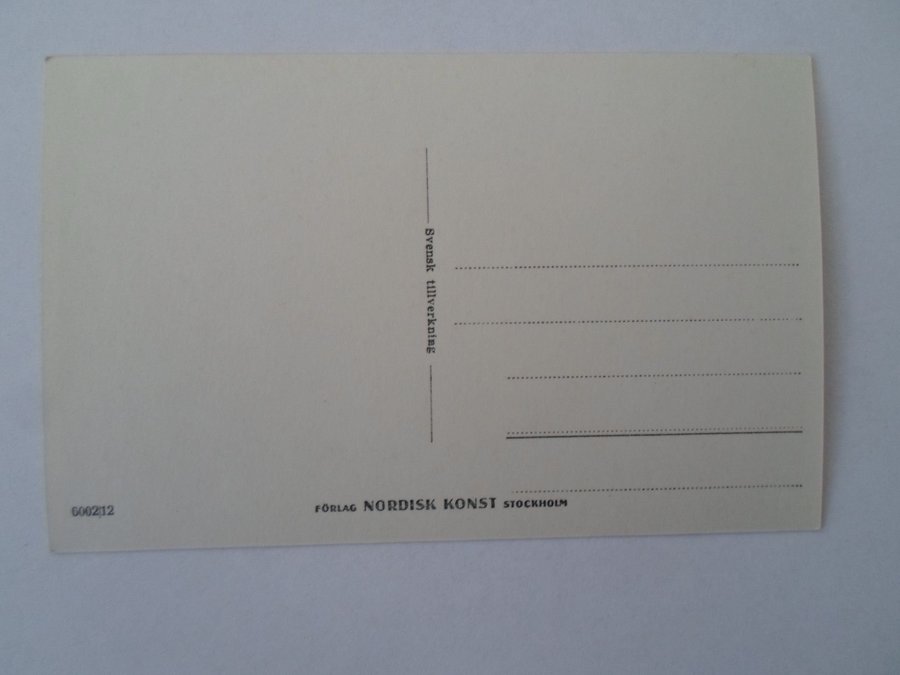 Svensk tillverkning
600212
FÖRLAG NORDISK KONST STOCKHOLM